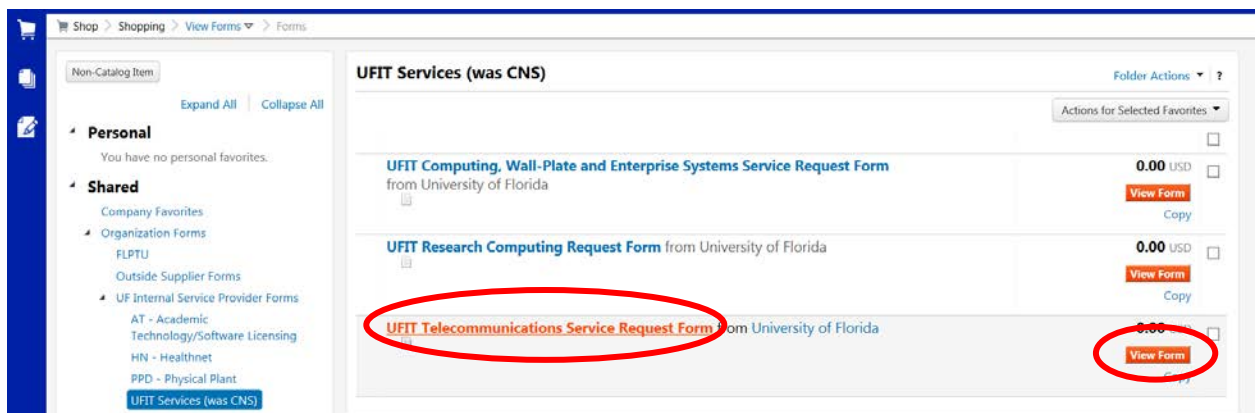 Shop > Shopping > View Forms > Forms
Non-Catalog Item
Expand All | Collapse All
Personal
You have no personal favorites.
Shared
Company Favorites
Organization Forms
FLPTU
Outside Supplier Forms
UF Internal Service Provider Forms
AT - Academic
Technology/Software Licensing
HN - Healthnet
PPD - Physical Plant
UFIT Services (was CNS)
UFIT Services (was CNS)
Folder Actions ?
Actions for Selected Favorites
UFIT Computing, Wall-Plate and Enterprise Systems Service Request Form
from University of Florida
0.00 USD
View Form
Copy
UFIT Research Computing Request Form from University of Florida
0.00 USD
View Form
Copy
UFIT Telecommunications Service Request Form from University of Florida
0.00 USD
View Form
Copy